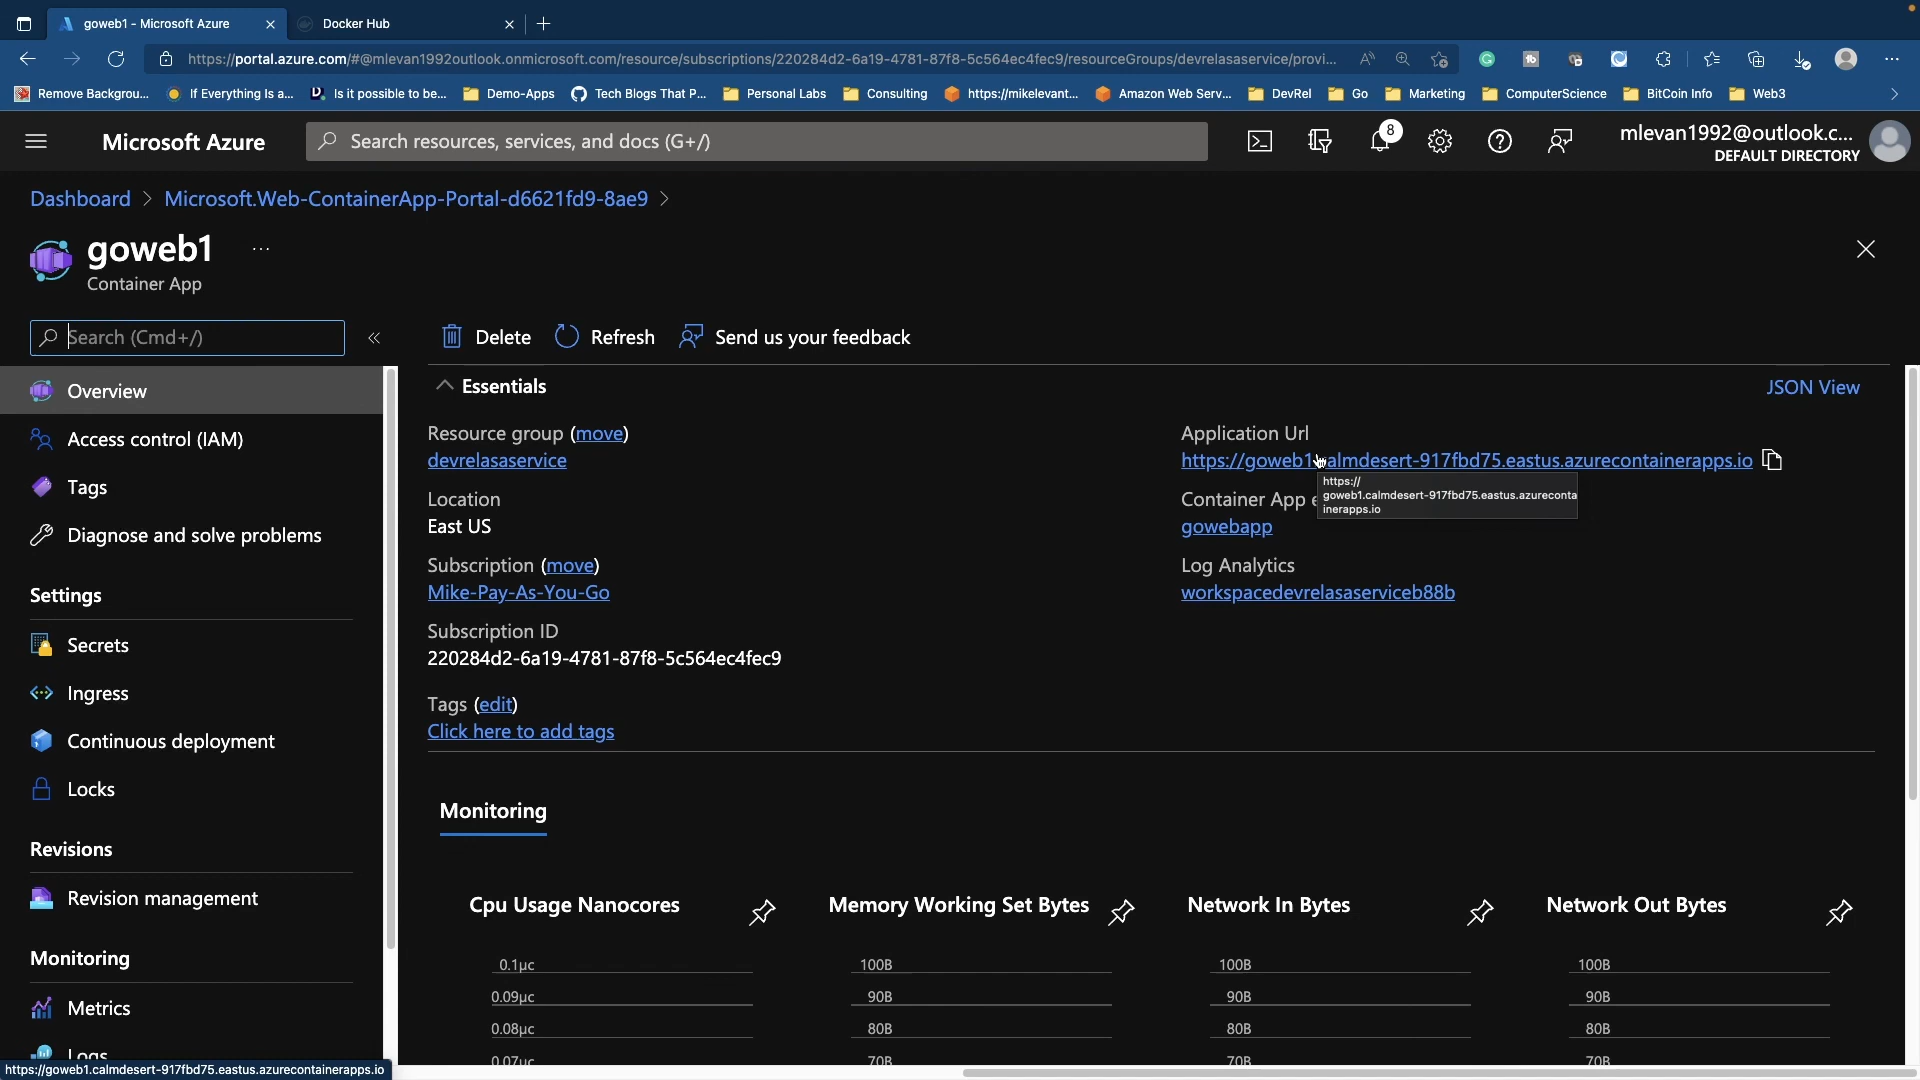 goweb1 - Microsoft Azure
Docker Hub
https://portal.azure.com/#@mlevan1992outlook.onmicrosoft.com/resource/subscriptions/220284d2-6a19-4781-87f8-5c564ec4fec9/resourceGroups/devrelasaservice/provi...
Remove Backgrou...
If Everything Is a...
Is it possible to be...
Demo-Apps
Tech Blogs That P...
Personal Labs
Consulting
https://mikelevant...
Amazon Web Serv...
DevRel
Go
Marketing
ComputerScience
BitCoin Info
Web3
Microsoft Azure
Search resources, services, and docs (G+/)
8
mlevan1992@outlook.c...
DEFAULT DIRECTORY
Dashboard > Microsoft.Web-ContainerApp-Portal-d6621fd9-8ae9 >
goweb1 ...
Container App
Search (Cmd+/)
Overview
Access control (IAM)
Tags
Diagnose and solve problems
Settings
Secrets
Ingress
Continuous deployment
Locks
Revisions
Revision management
Monitoring
Metrics
Logs
https://goweb1.calmdesert-917fbd75.eastus.azurecontainerapps.io
Delete
Refresh
Send us your feedback
Essentials
JSON View
Resource group (move)
devrelasaservice
Location
East US
Subscription (move)
Mike-Pay-As-You-Go
Subscription ID
220284d2-6a19-4781-87f8-5c564ec4fec9
Tags (edit)
Click here to add tags
Application Url
https://goweb1.calmdesert-917fbd75.eastus.azurecontainerapps.io
https://
goweb1.calmdesert-917fbd75.eastus.azureconta
inerapps.io
Container App
gowebapp
Log Analytics
workspacedevrelasaserviceb88b
Monitoring
Cpu Usage Nanocores
0.1µc
0.09µc
0.08µc
0.07µc
Memory Working Set Bytes
100B
90B
80B
70B
Network In Bytes
100B
90B
80B
70B
Network Out Bytes
100B
90B
80B
70B